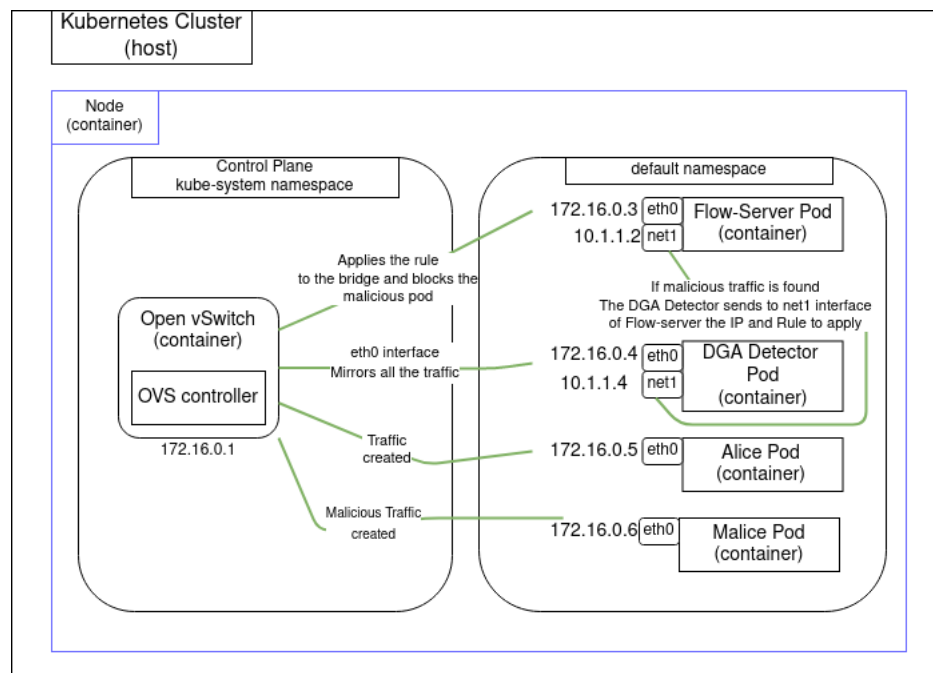 Kubernetes Cluster
(host)
Node
(container)
Control Plane
kube-system namespace
default namespace
172.16.0.3
eth0
10.1.1.2
net1
Flow-Server Pod
(container)
Applies the rule
to the bridge and blocks the
malicious pod
If malicious traffic is found
The DGA Detector sends to net1 interface
of Flow-server the IP and Rule to apply
Open vSwitch
(container)
OVS controller
172.16.0.1
eth0 interface
Mirrors all the traffic
172.16.0.4
eth0
10.1.1.4
net1
DGA Detector
Pod
(container)
Traffic
created
172.16.0.5
eth0
Alice Pod
(container)
Malicious Traffic
created
172.16.0.6
eth0
Malice Pod
(container)